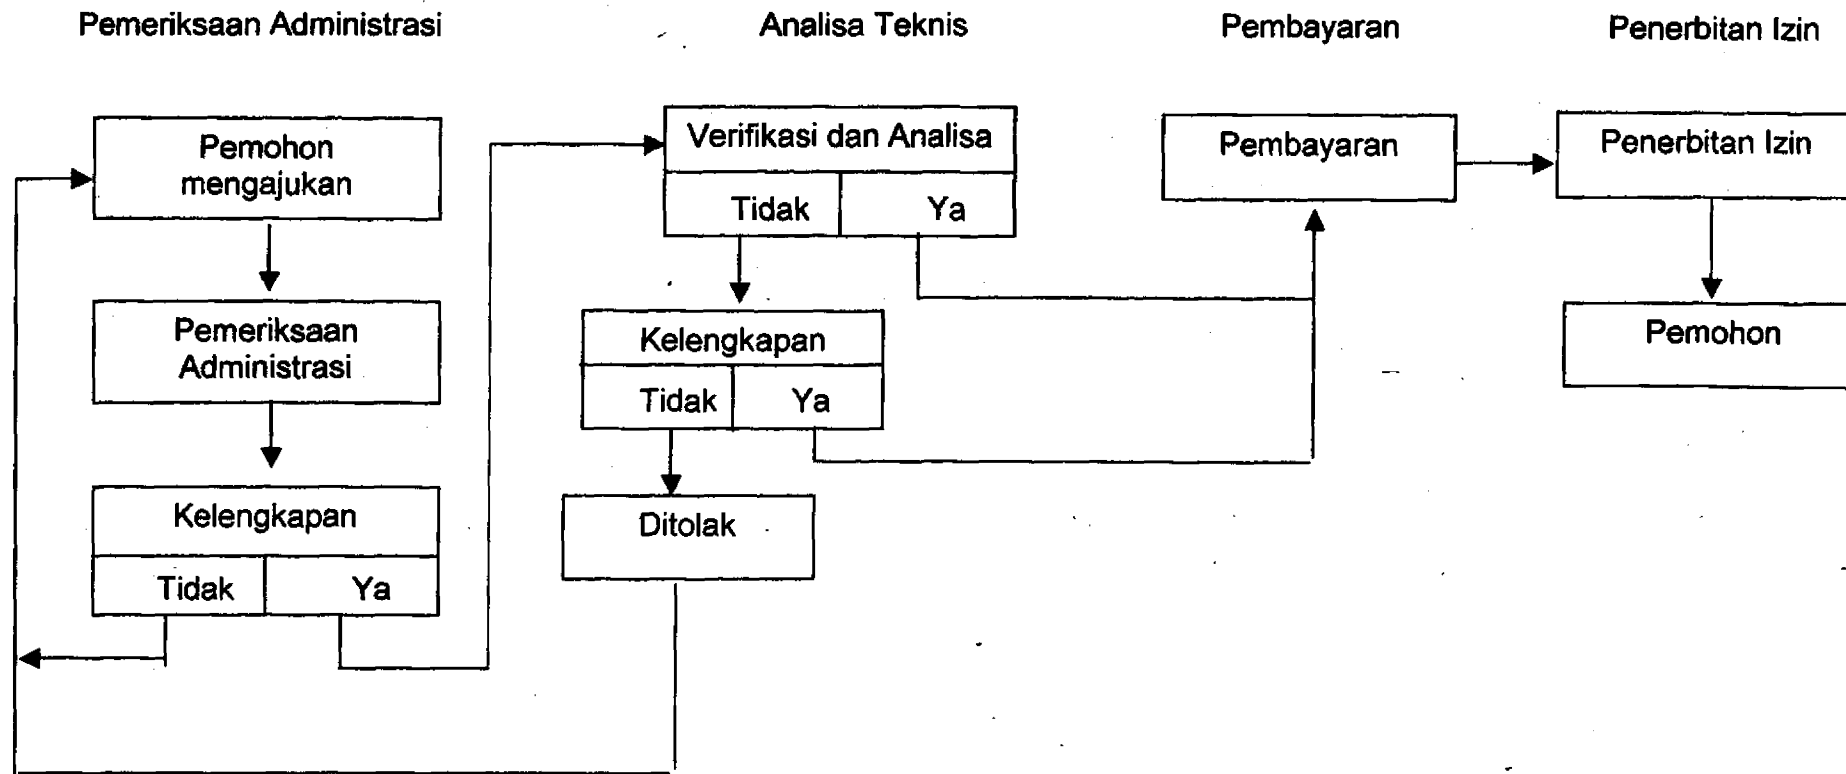 Pemeriksaan Administrasi
Analisa Teknis
Pembayaran
Penerbitan Izin
Pemohon
mengajukan
Pemeriksaan
Administrasi
Kelengkapan
Tidak
Ya
Verifikasi dan Analisa
Tidak
Ya
Kelengkapan
Tidak
Ya
Ditolak
Pembayaran
Penerbitan Izin
Pemohon